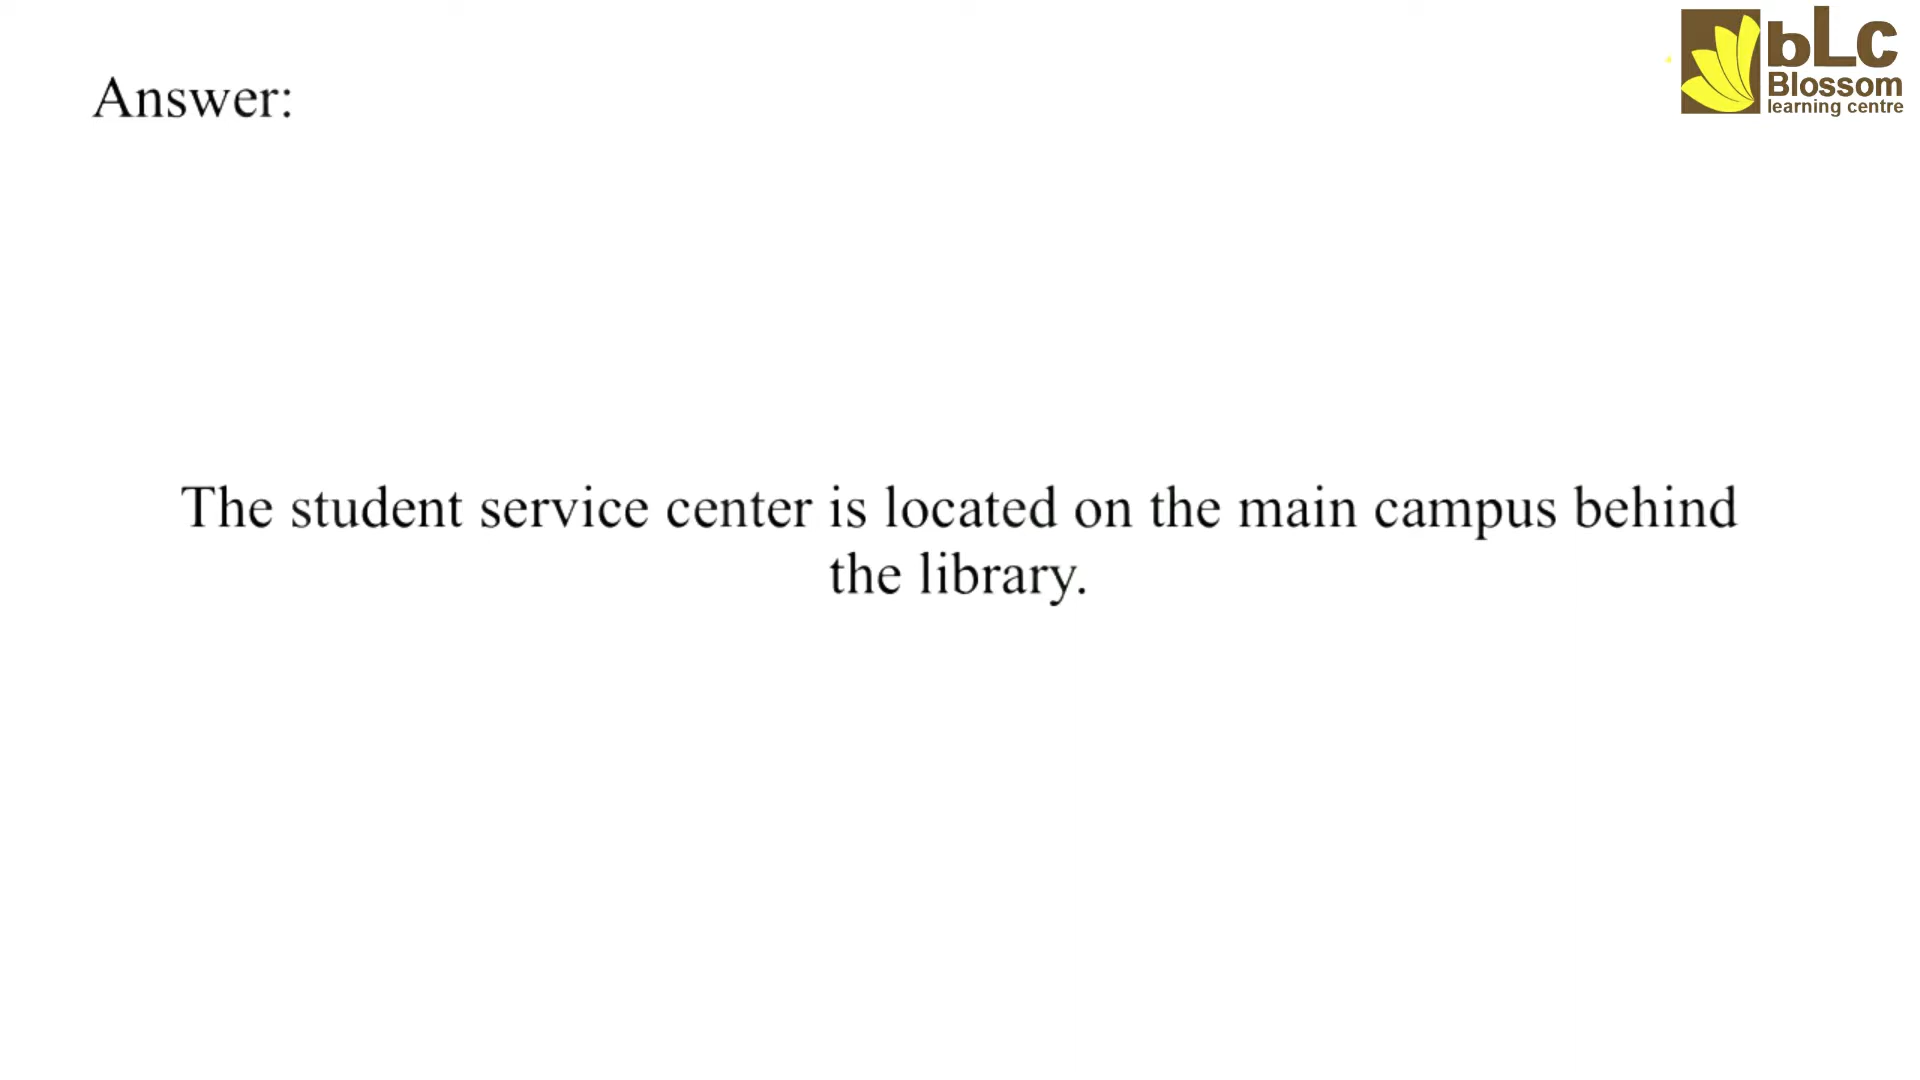 bLc
Blossom
learning centre
Answer:
The student service center is located on the main campus behind
the library.